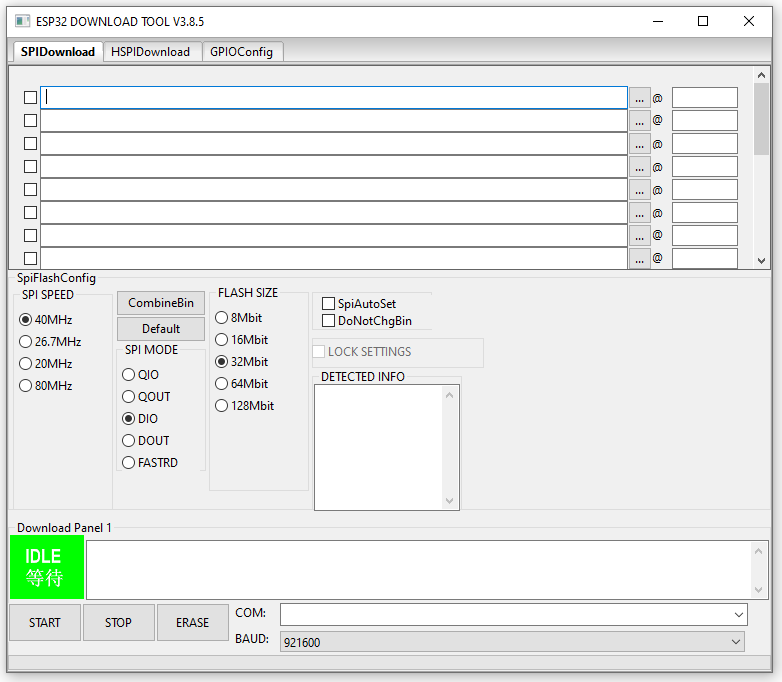 ESP32 DOWNLOAD TOOL V3.8.5
SPIDownload HSPIDownload GPIOConfig
... @
... @
... @
... @
... @
... @
... @
... @
SpiFlashConfig
SPI SPEED
40MHz
26.7MHz
20MHz
80MHz
CombineBin
Default
SPI MODE
QIO
QOUT
DIO
DOUT
FASTRD
FLASH SIZE
8Mbit
16Mbit
32Mbit
64Mbit
128Mbit
SpiAutoSet
DoNotChgBin
LOCK SETTINGS
DETECTED INFO
Download Panel 1
IDLE
等待
START STOP ERASE
COM:
BAUD: 921600